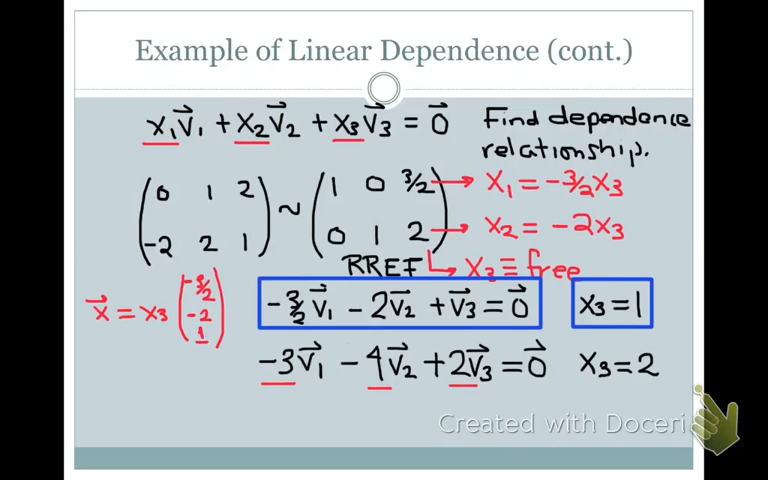 Example of Linear Dependence (cont.)
x₁v⃗₁ + x₂v⃗₂ + x₃v⃗₃ = 0⃗
Find dependence
relationship.
( 0 1 2 ) ~ ( 1 0 3/2 ) → x₁ = -3/2x₃
( -2 2 1 ) ( 0 1 2 ) → x₂ = -2x₃
RREF ↳ x₃ ≡ free
x⃗ = x₃ ( -3/2 -2 1 )
-3/2 v⃗₁ - 2v⃗₂ + v⃗₃ = 0⃗
x₃ = 1
-3v⃗₁ - 4v⃗₂ + 2v⃗₃ = 0⃗
x₃ = 2
Created with Doceri